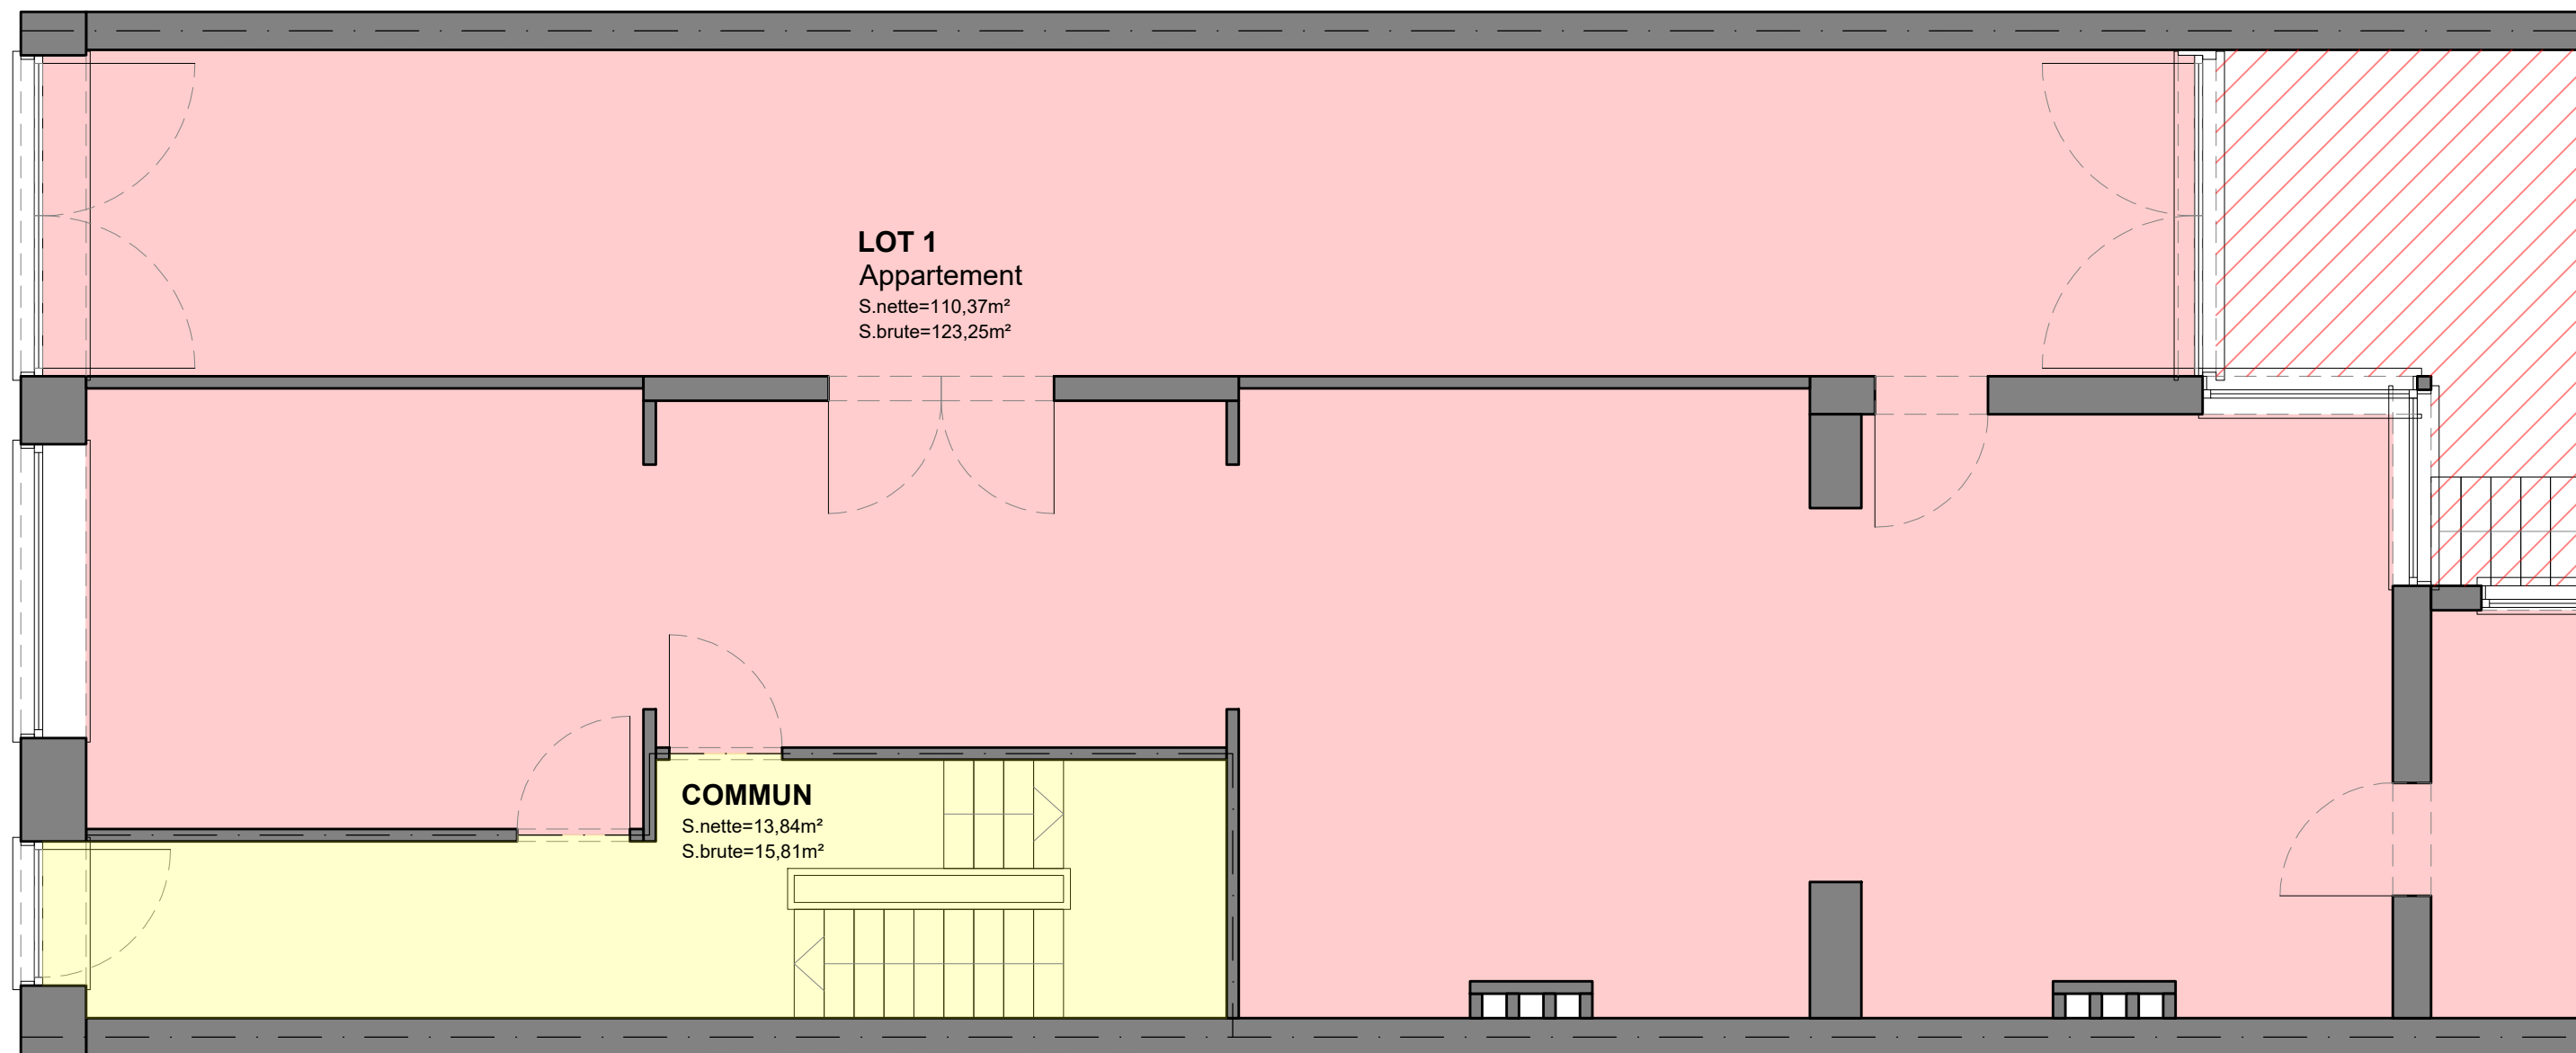 LOT 1
Appartement
S.nette=110,37m²
S.brute=123,25m²
COMMUN
S.nette=13,84m²
S.brute=15,81m²